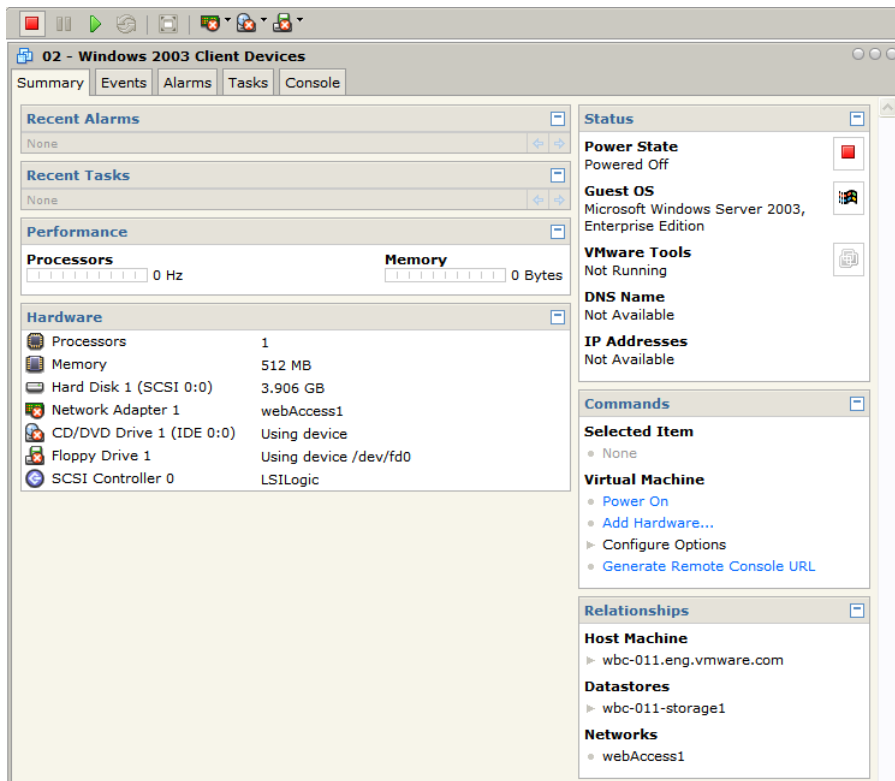 02 - Windows 2003 Client Devices
Summary Events Alarms Tasks Console
Recent Alarms
None
Recent Tasks
None
Performance
Processors
0 Hz
Memory
0 Bytes
Hardware
Processors 1
Memory 512 MB
Hard Disk 1 (SCSI 0:0) 3.906 GB
Network Adapter 1 webAccess1
CD/DVD Drive 1 (IDE 0:0) Using device
Floppy Drive 1 Using device /dev/fd0
SCSI Controller 0 LSILogic
Status
Power State
Powered Off
Guest OS
Microsoft Windows Server 2003,
Enterprise Edition
VMware Tools
Not Running
DNS Name
Not Available
IP Addresses
Not Available
Commands
Selected Item
None
Virtual Machine
Power On
Add Hardware...
Configure Options
Generate Remote Console URL
Relationships
Host Machine
wbc-011.eng.vmware.com
Datastores
wbc-011-storage1
Networks
webAccess1